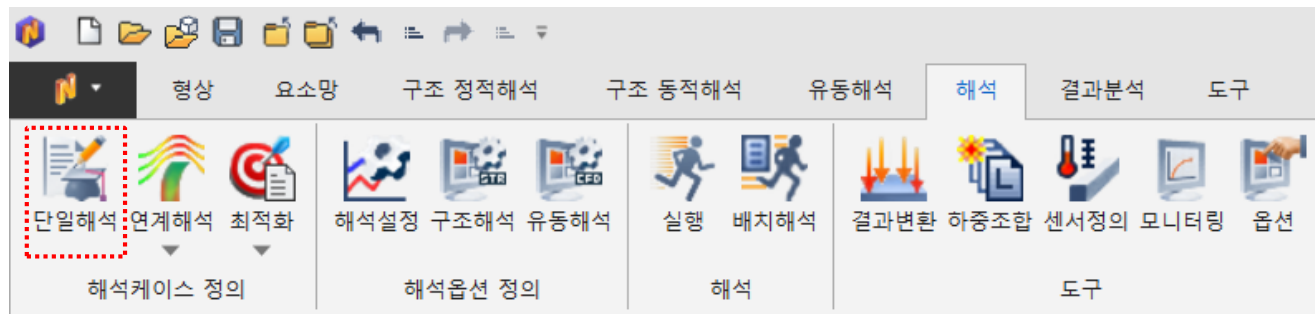 형상 요소망 구조 정적해석 구조 동적해석 유동해석 해석 결과분석 도구
STR CFD L
단일해석 연계해석 최적화 해석설정 구조해석 유동해석 실행 배치해석 결과변환 하중조합 센서정의 모니터링 옵션
해석케이스 정의 해석옵션 정의 해석 도구